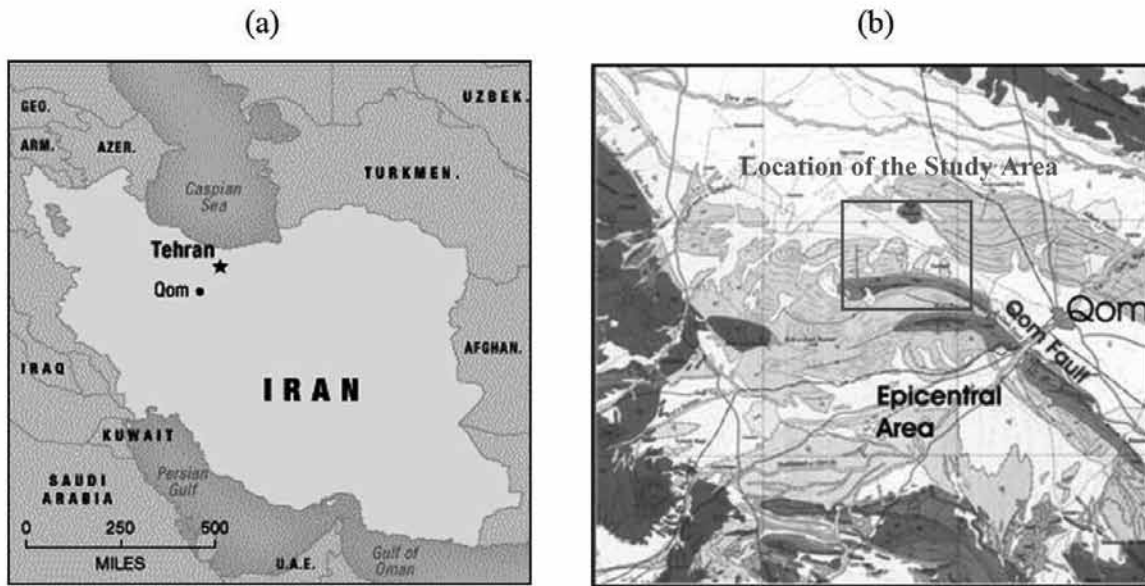 (a)
(b)
GEO.
ARM.
AZER.
UZBEK.
TURKMEN.
Caspian
Sea
Tehran
Qom
IRAQ
IRAN
AFGHAN.
KUWAIT
SAUDI
ARABIA
Persian
Gulf
U.A.E.
Gulf of
Oman
0 250 500
MILES
Location of the Study Area
Qom
Qom Fault
Epicentral
Area